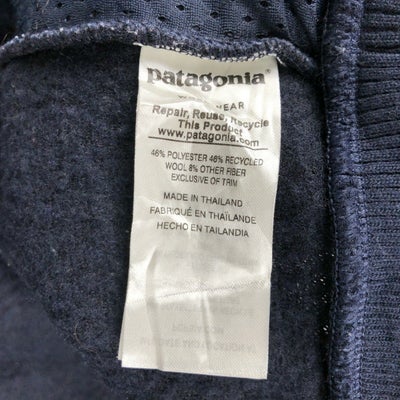 patagonia®
Repair, Reuse, Recycle
This Product
www.patagonia.com
46% POLYESTER 46% RECYCLED
WOOL 8% OTHER FIBER
EXCLUSIVE OF TRIM
MADE IN THAILAND
FABRIQUÉ EN THAÏLANDE
HECHO EN TAILANDIA